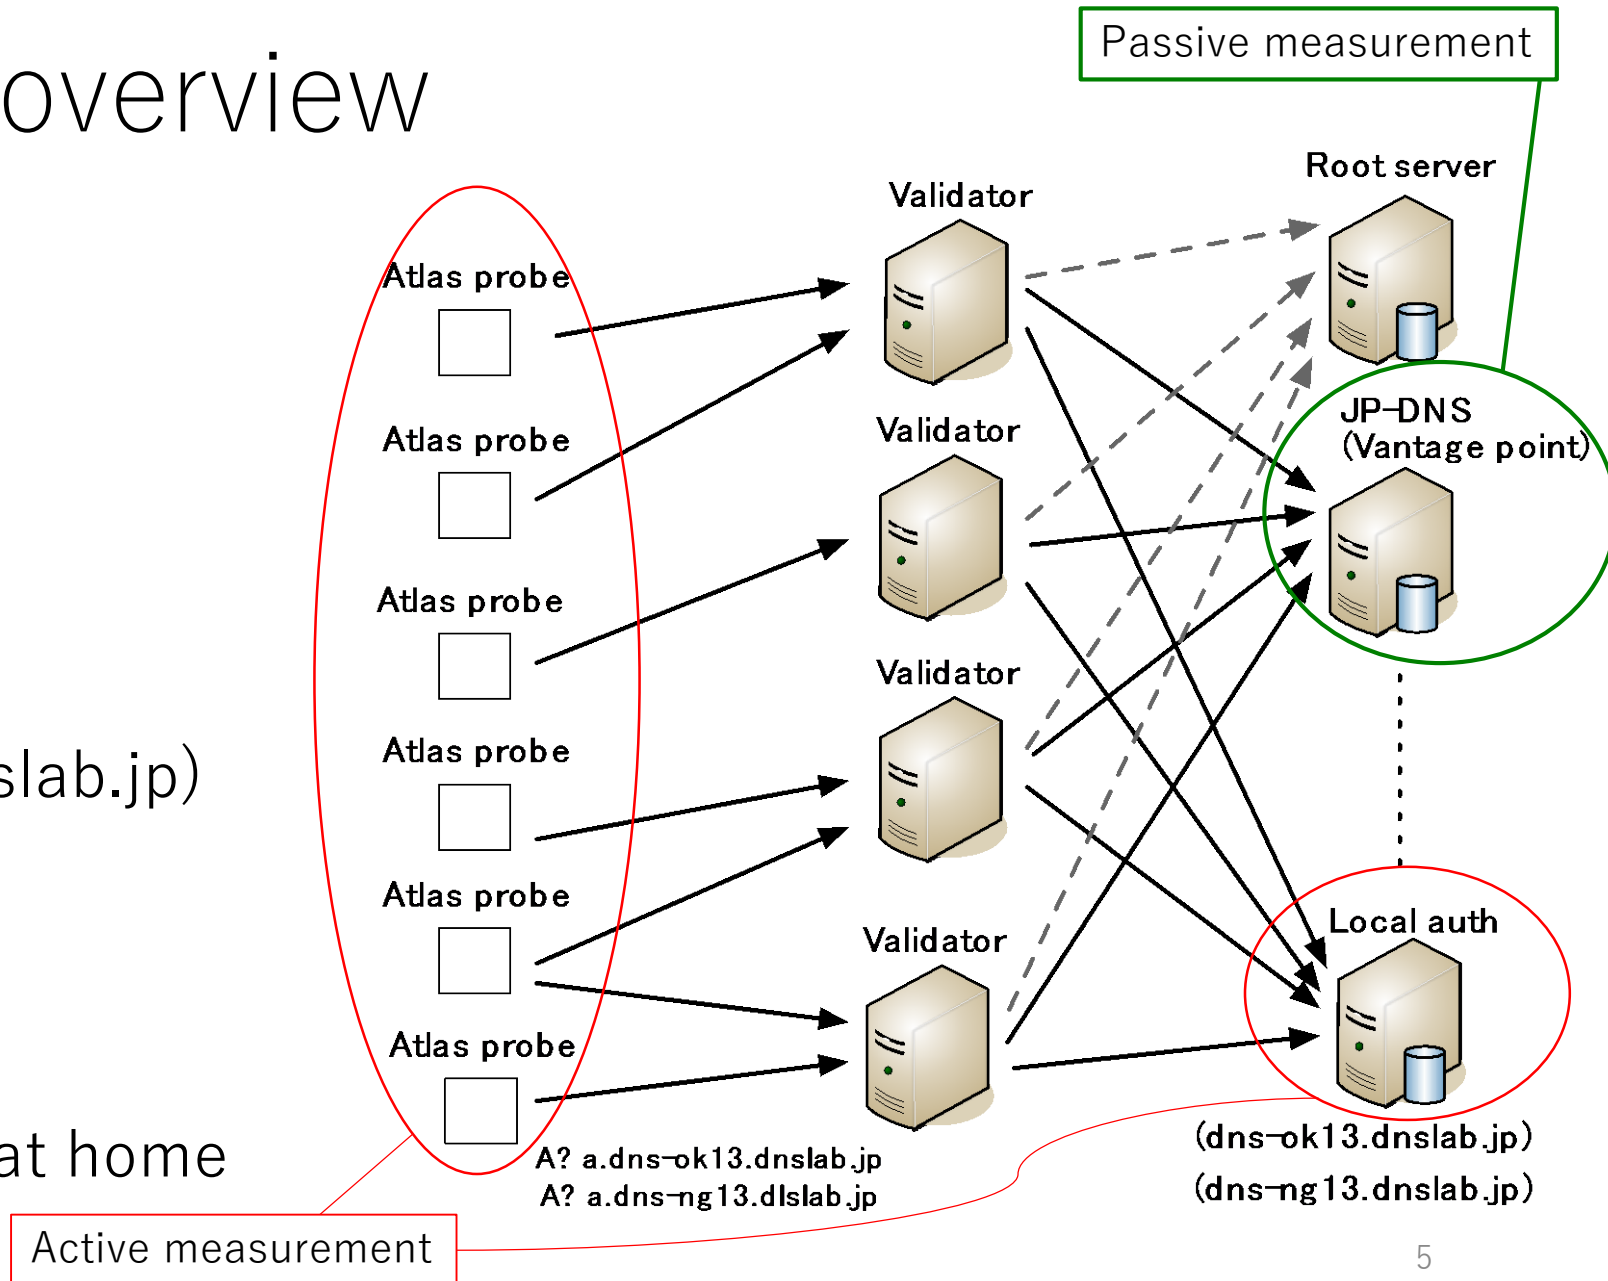 overview
Passive measurement
Root server
Validator
Atlas probe
JP-DNS
(Vantage point)
Validator
Atlas probe
Atlas probe
Validator
Atlas probe
slab.jp)
Atlas probe
Local auth
Validator
Atlas probe
(dns-ok13.dnslab.jp)
at home
A? a.dns-ok13.dnslab.jp
(dns-ng13.dnslab.jp)
A? a.dns-ng13.dlslab.jp
Active measurement
5